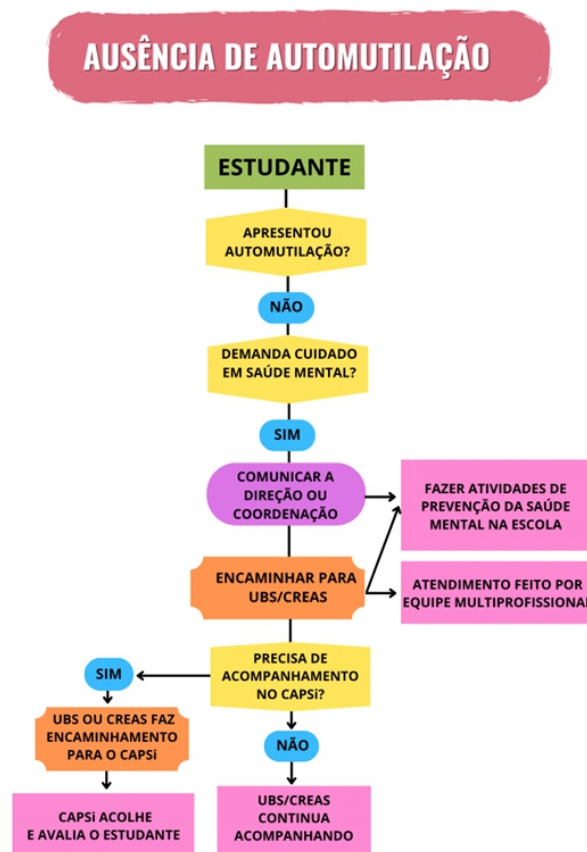 AUSÊNCIA DE AUTOMUTILAÇÃO
ESTUDANTE
APRESENTOU
AUTOMUTILAÇÃO?
NÃO
DEMANDA CUIDADO
EM SAÚDE MENTAL?
SIM
COMUNICAR A
DIREÇÃO OU
COORDENAÇÃO
FAZER ATIVIDADES DE
PREVENÇÃO DA SAÚDE
MENTAL NA ESCOLA
ENCAMINHAR PARA
UBS/CREAS
ATENDIMENTO FEITO POR
EQUIPE MULTIPROFISSIONAL
PRECISA DE
ACOMPANHAMENTO
NO CAPSi?
SIM
UBS OU CREAS FAZ
ENCAMINHAMENTO
PARA O CAPSi
NÃO
CAPSi ACOLHE
E AVALIA O ESTUDANTE
UBS/CREAS
CONTINUA
ACOMPANHANDO